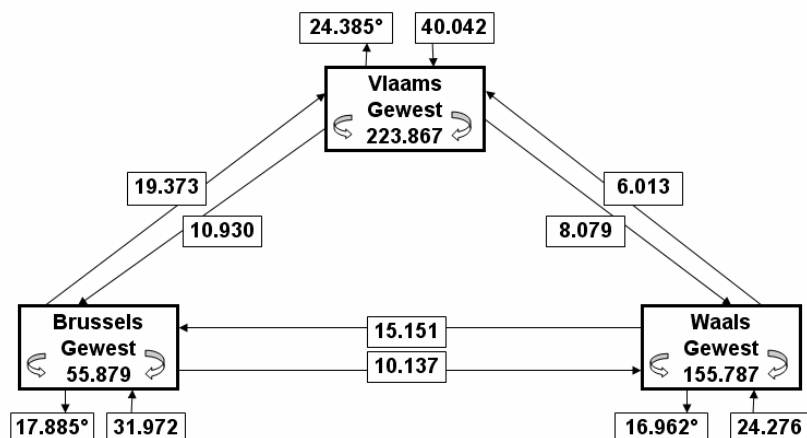 24.385°
40.042
Vlaams
Gewest
223.867
19.373
6.013
10.930
8.079
Brussels
Gewest
55.879
15.151
10.137
Waals
Gewest
155.787
17.885°
31.972
16.962°
24.276